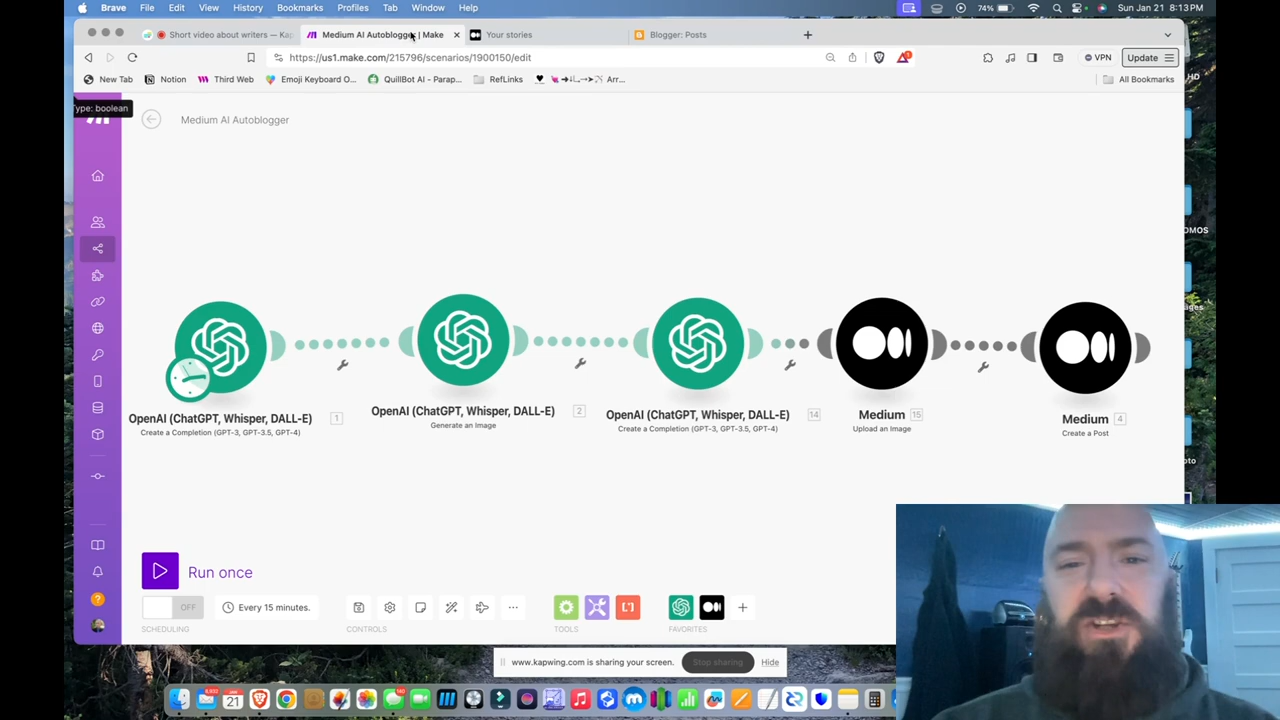 Brave File Edit View History Bookmarks Profiles Tab Window Help 74% Sun Jan 21 8:13 PM
Short video about writers — Kap Medium AI Autoblogger | Make Your stories Blogger: Posts
https://us1.make.com/215796/scenarios/1900150/edit VPN Update
New Tab Notion Third Web Emoji Keyboard O... QuillBot AI - Parap... RefLinks Arr... All Bookmarks
HD
Type: boolean
Medium AI Autoblogger
OMOS
ages
OpenAI (ChatGPT, Whisper, DALL-E) 1
Create a Completion (GPT-3, GPT-3.5, GPT-4)
OpenAI (ChatGPT, Whisper, DALL-E) 2
Generate an Image
OpenAI (ChatGPT, Whisper, DALL-E) 14
Create a Completion (GPT-3, GPT-3.5, GPT-4)
Medium 15
Upload an Image
Medium 4
Create a Post
oto
Run once
OFF Every 15 minutes.
SCHEDULING CONTROLS TOOLS FAVORITES
www.kapwing.com is sharing your screen. Stop sharing Hide